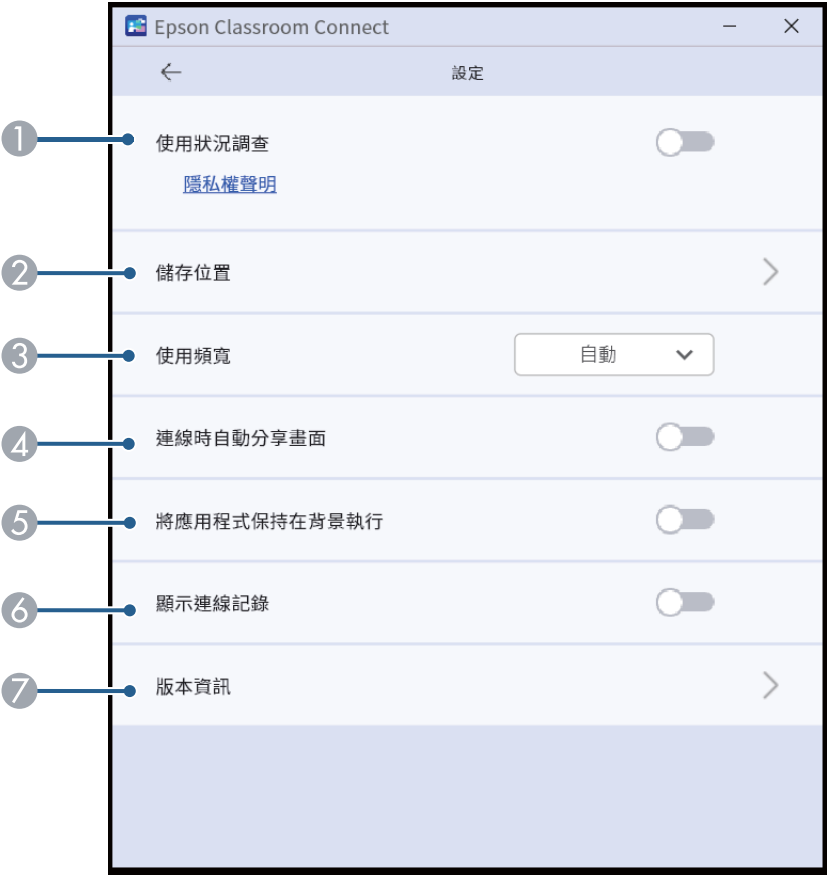 Epson Classroom Connect
設定
1 使用狀況調查
隱私權聲明
2 儲存位置
3 使用頻寬 自動
4 連線時自動分享畫面
5 將應用程式保持在背景執行
6 顯示連線記錄
7 版本資訊